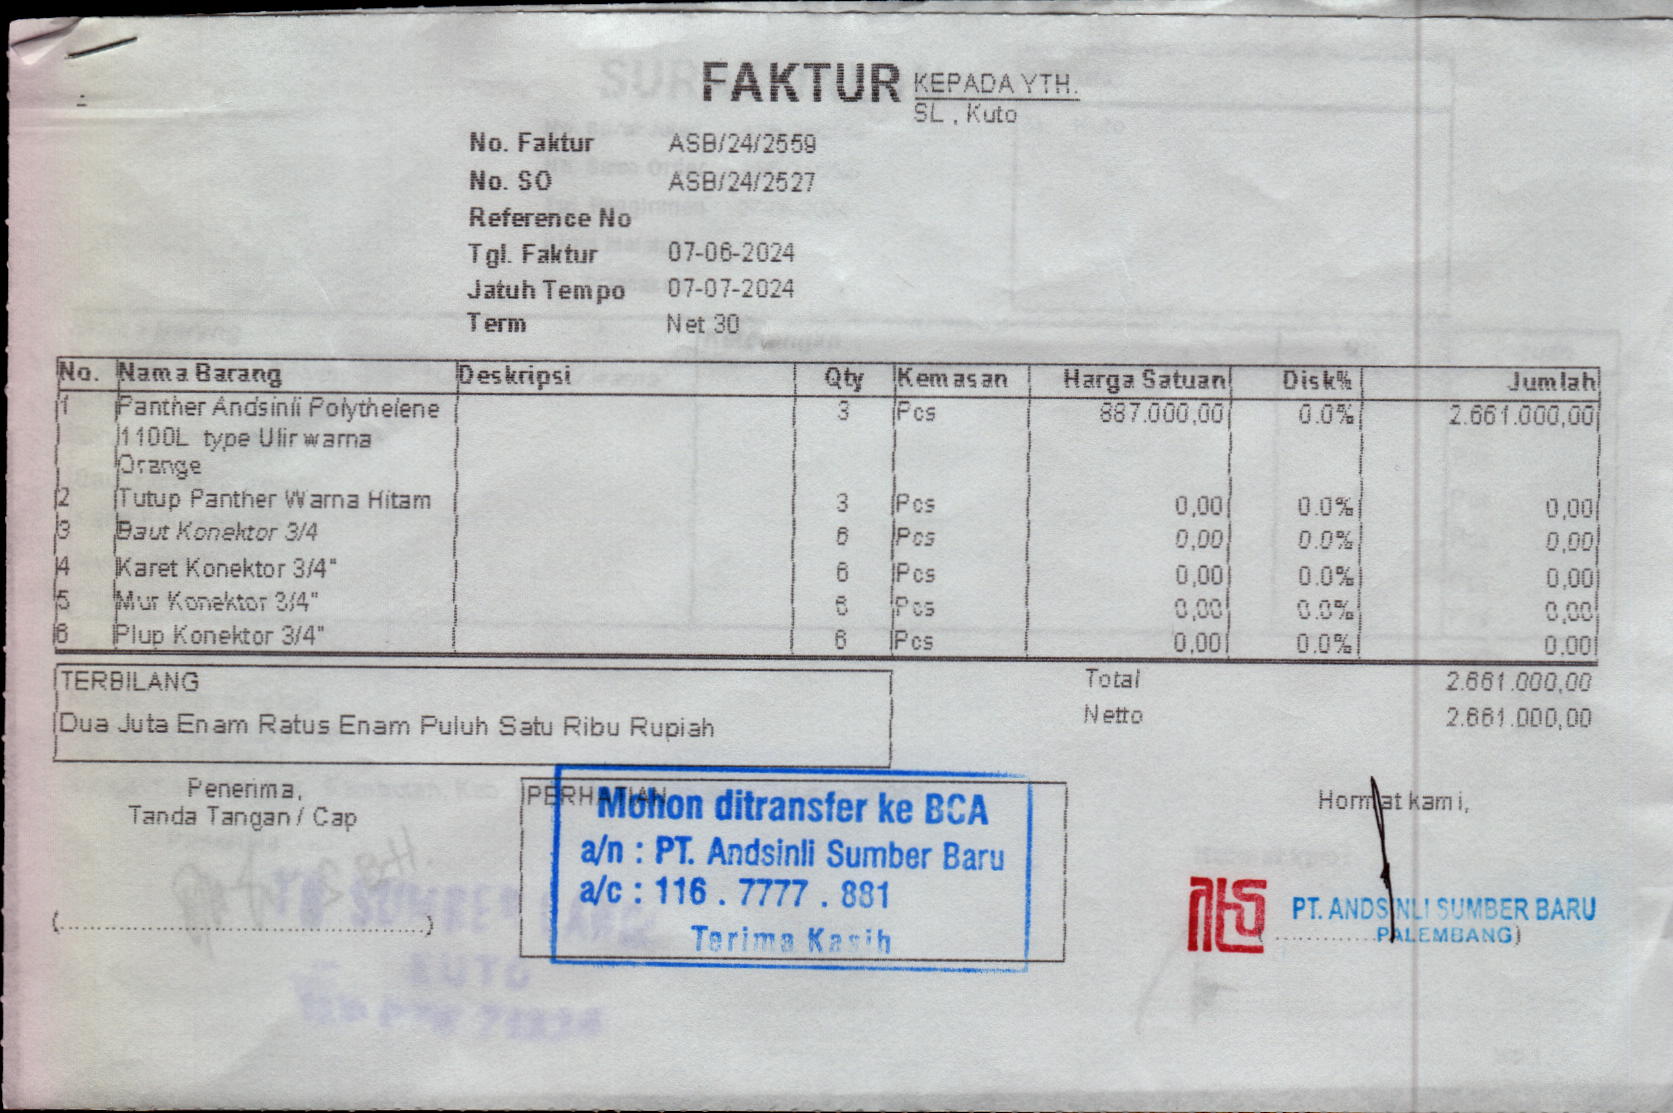 FAKTUR KEPADA YTH.
SL , Kuto
No. Faktur ASB/24/2559
No. SO ASB/24/2527
Reference No
Tgl. Faktur 07-06-2024
Jatuh Tempo 07-07-2024
Term Net 30
No. Nama Barang Deskripsi Qty Kemasan Harga Satuan Disk% Jumlah
1 Panther Andsinli Polythelene 3 Pcs 887.000,00 0.0% 2.661.000,00
1100L type Ulir warna
Orange
2 Tutup Panther Warna Hitam 3 Pcs 0,00 0.0% 0,00
3 Baut Konektor 3/4 6 Pcs 0,00 0.0% 0,00
4 Karet Konektor 3/4" 6 Pcs 0,00 0.0% 0,00
5 Mur Konektor 3/4" 6 Pcs 0,00 0.0% 0,00
6 Plup Konektor 3/4" 6 Pcs 0,00 0.0% 0.00
TERBILANG Total 2.661.000,00
Dua Juta Enam Ratus Enam Puluh Satu Ribu Rupiah Netto 2.661.000,00
Penerima,
Tanda Tangan / Cap
PERHATIAN
Mohon ditransfer ke BCA
a/n : PT. Andsinli Sumber Baru
a/c : 116 . 7777 . 881
Terima Kasih
Hormat kami,
PT. ANDSINLI SUMBER BARU
PALEMBANG
KUTO